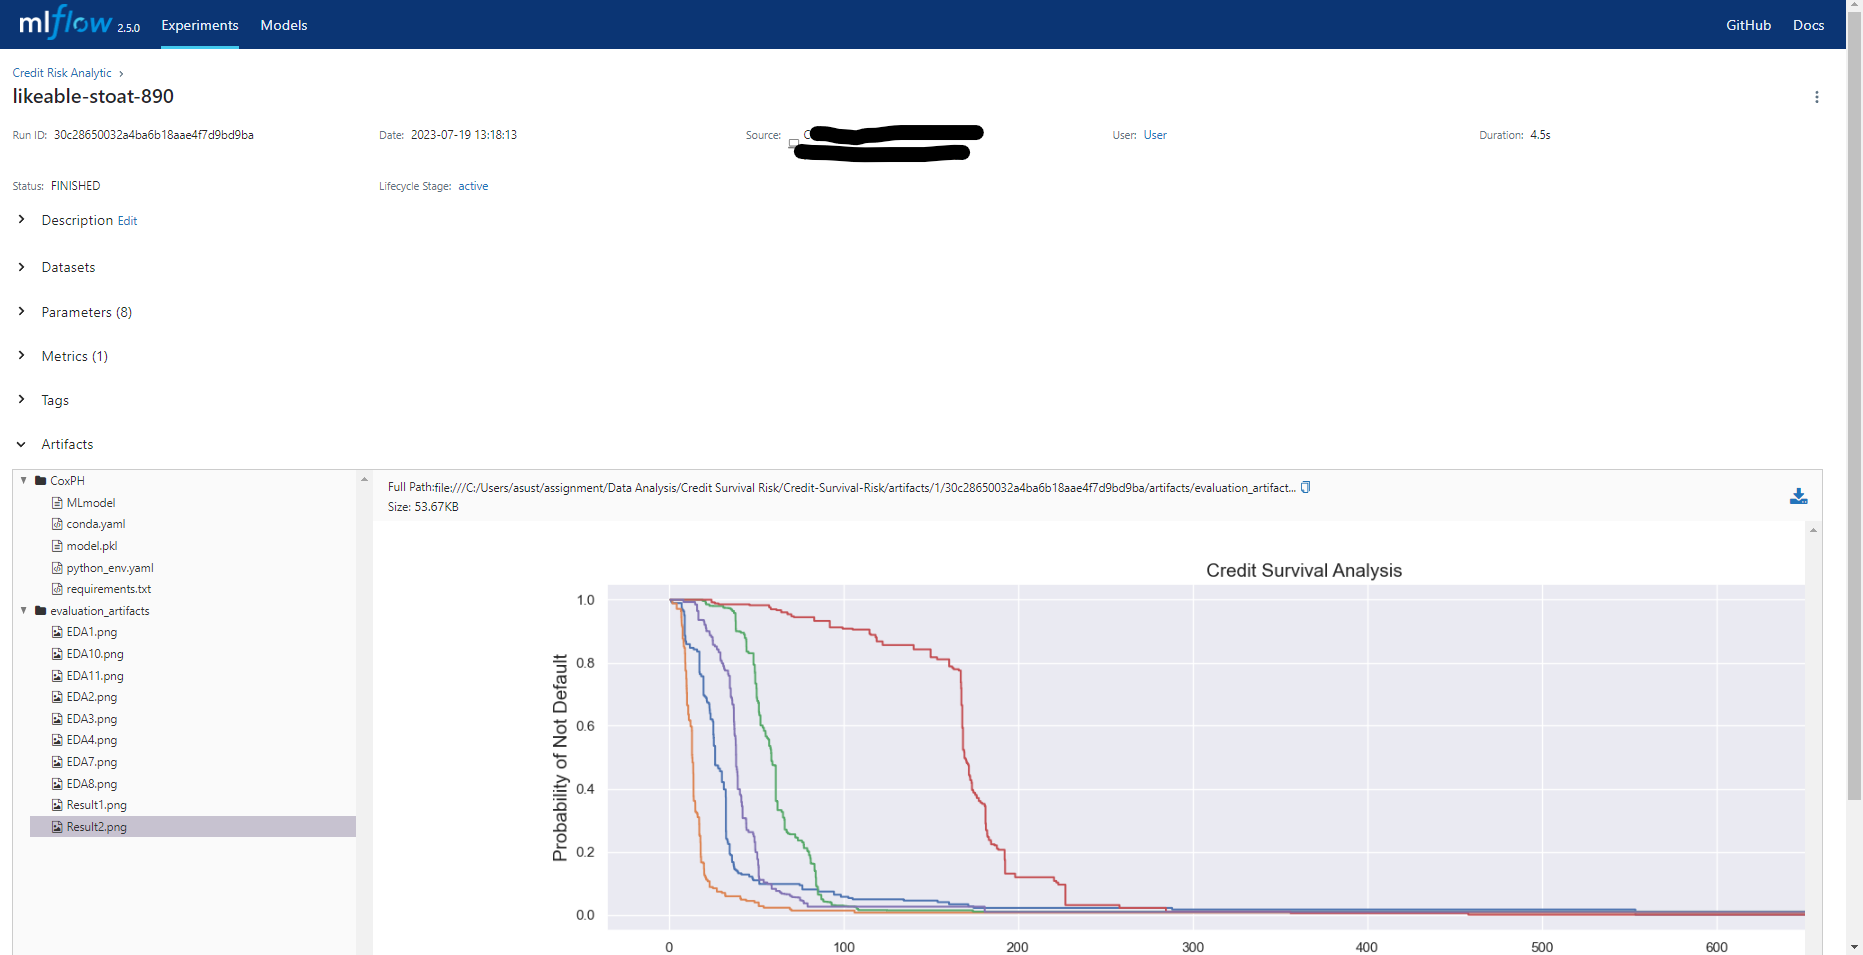 mlflow 2.5.0 Experiments Models GitHub Docs
Credit Risk Analytic ›
likeable-stoat-890
Run ID: 30c28650032a4ba6b18aae4f7d9bd9ba Date: 2023-07-19 13:18:13 Source: C User: User Duration: 4.5s
Status: FINISHED Lifecycle Stage: active
Description Edit
Datasets
Parameters (8)
Metrics (1)
Tags
Artifacts
CoxPH
MLmodel
conda.yaml
model.pkl
python_env.yaml
requirements.txt
evaluation_artifacts
EDA1.png
EDA10.png
EDA11.png
EDA2.png
EDA3.png
EDA4.png
EDA7.png
EDA8.png
Result1.png
Result2.png
Full Path:file:///C:/Users/asust/assignment/Data Analysis/Credit Survival Risk/Credit-Survival-Risk/artifacts/1/30c28650032a4ba6b18aae4f7d9bd9ba/artifacts/evaluation_artifact...
Size: 53.67KB
Credit Survival Analysis
Probability of Not Default
1.0
0.8
0.6
0.4
0.2
0.0
0 100 200 300 400 500 600